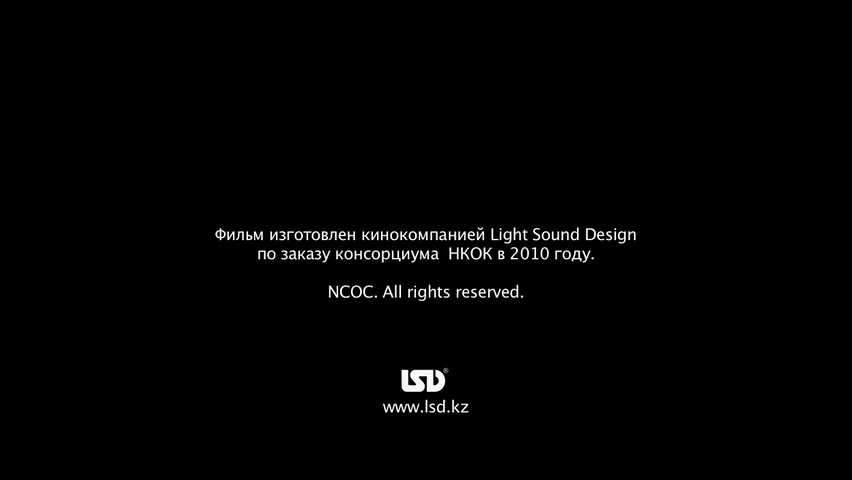 Фильм изготовлен кинокомпанией Light Sound Design
по заказу консорциума НКОК в 2010 году.
NCOC. All rights reserved.
LSD®
www.lsd.kz